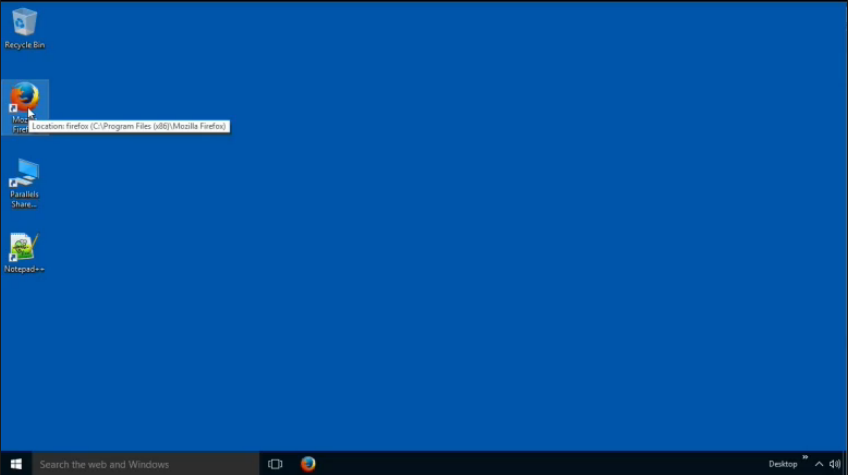 Recycle Bin
Location: firefox (C:\Program Files (x86)\Mozilla Firefox)
Parallels
Share...
Notepad++
Search the web and Windows
Desktop